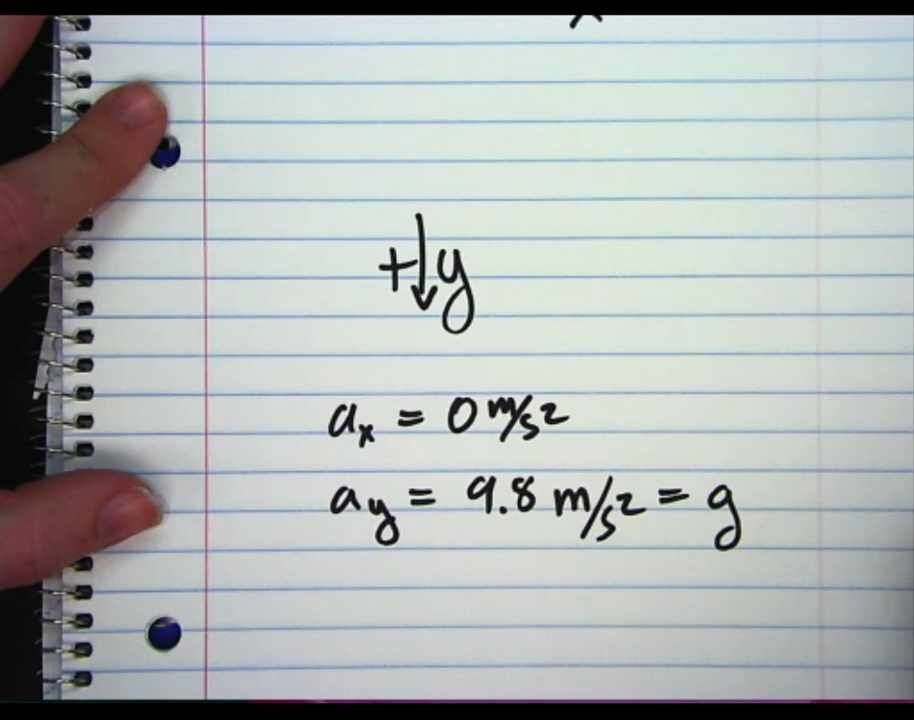 +↓y
aₓ = 0 m/s²
a_y = 9.8 m/s² = g